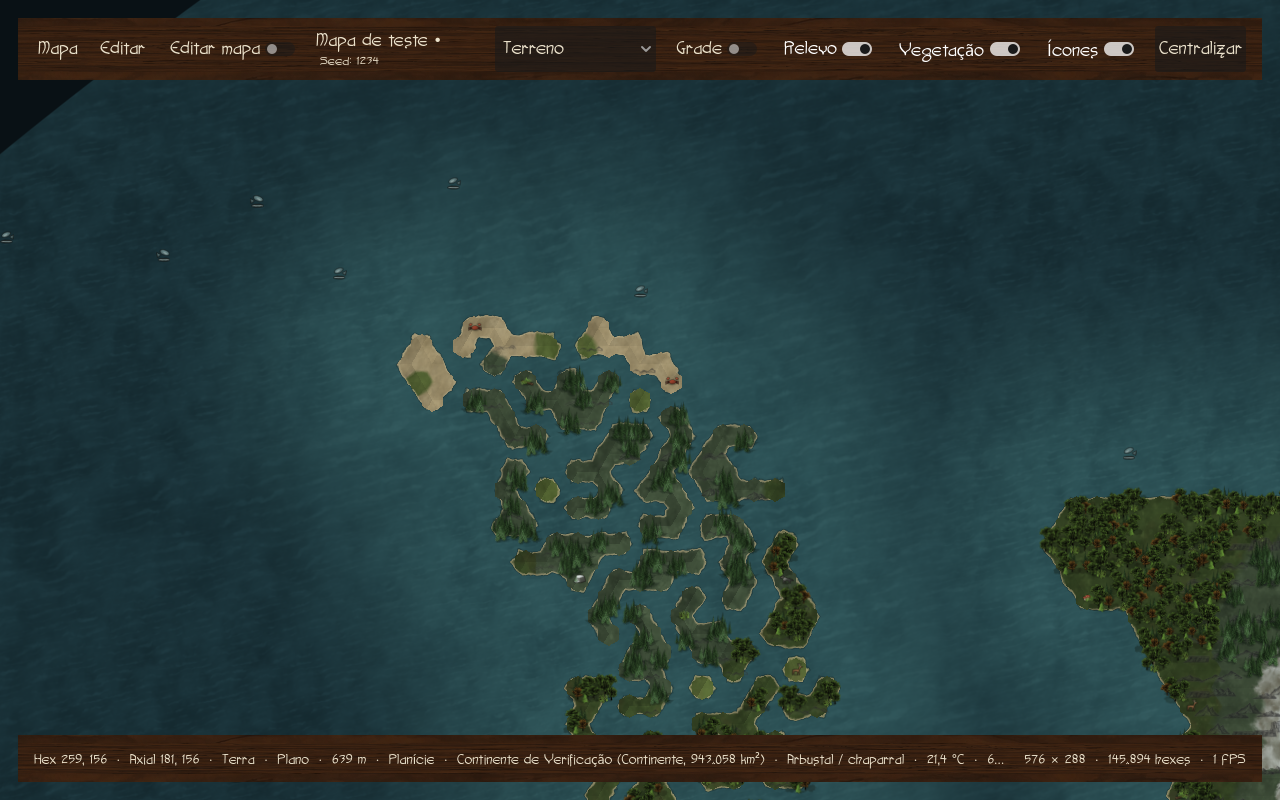 Mapa Editar Editar mapa Mapa de teste • Terreno Grade Relevo Vegetação Ícones Centralizar
Seed: 1234
Hex 259, 156 · Axial 181, 156 · Terra · Plano · 639 m · Planície · Continente de Verificação (Continente, 943.058 km²) · Arbustal / chaparral · 21,4 °C · 6... 576 × 288 · 145.894 hexes · 1 FPS